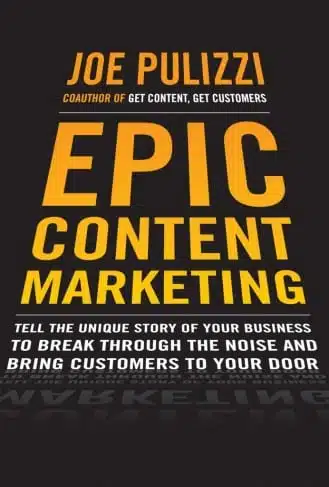 JOE PULIZZI
COAUTHOR OF GET CONTENT, GET CUSTOMERS
EPIC
CONTENT
MARKETING
TELL THE UNIQUE STORY OF YOUR BUSINESS
TO BREAK THROUGH THE NOISE AND
BRING CUSTOMERS TO YOUR DOOR